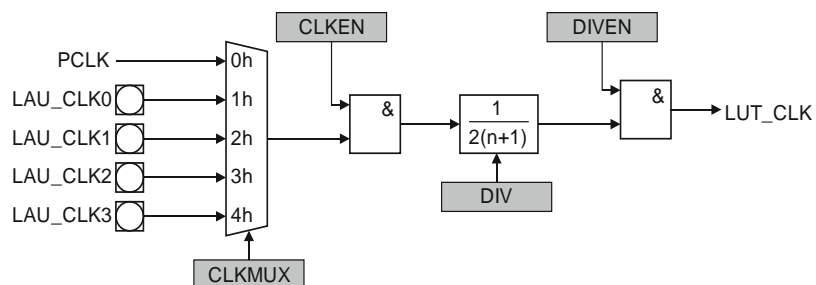 CLKEN
DIVEN
PCLK
0h
LAU_CLK0
1h
&
1
2(n+1)
&
LUT_CLK
LAU_CLK1
2h
LAU_CLK2
3h
DIV
LAU_CLK3
4h
CLKMUX